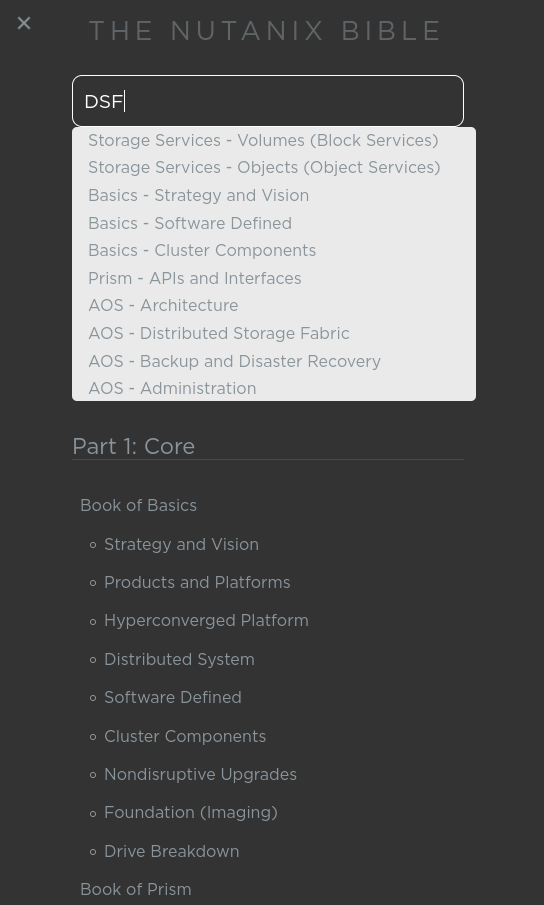 THE NUTANIX BIBLE
DSF
Storage Services - Volumes (Block Services)
Storage Services - Objects (Object Services)
Basics - Strategy and Vision
Basics - Software Defined
Basics - Cluster Components
Prism - APIs and Interfaces
AOS - Architecture
AOS - Distributed Storage Fabric
AOS - Backup and Disaster Recovery
AOS - Administration
Part 1: Core
Book of Basics
Strategy and Vision
Products and Platforms
Hyperconverged Platform
Distributed System
Software Defined
Cluster Components
Nondisruptive Upgrades
Foundation (Imaging)
Drive Breakdown
Book of Prism